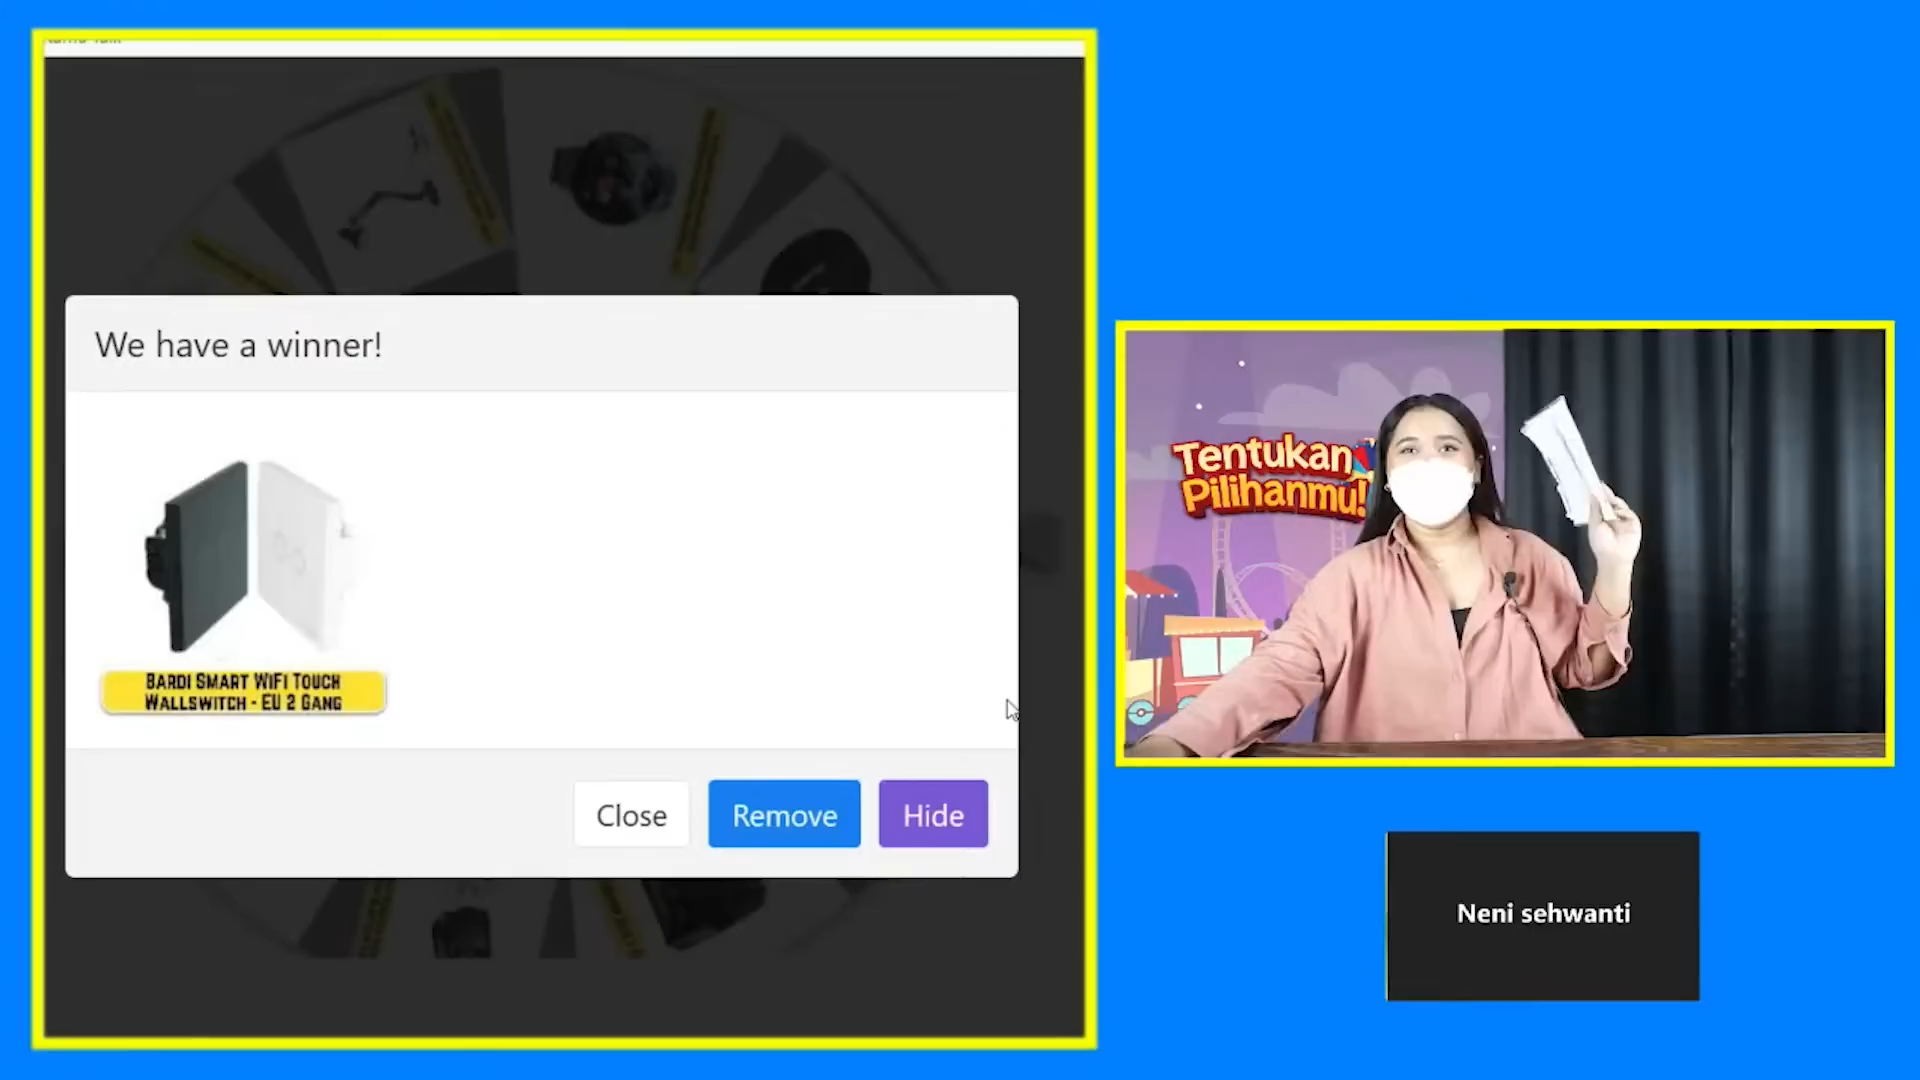 We have a winner!
BARDI SMART WIFI TOUCH
WALLSWITCH - EU 2 GANG
Close
Remove
Hide
Tentukan
Pilihanmu!
Neni sehwanti